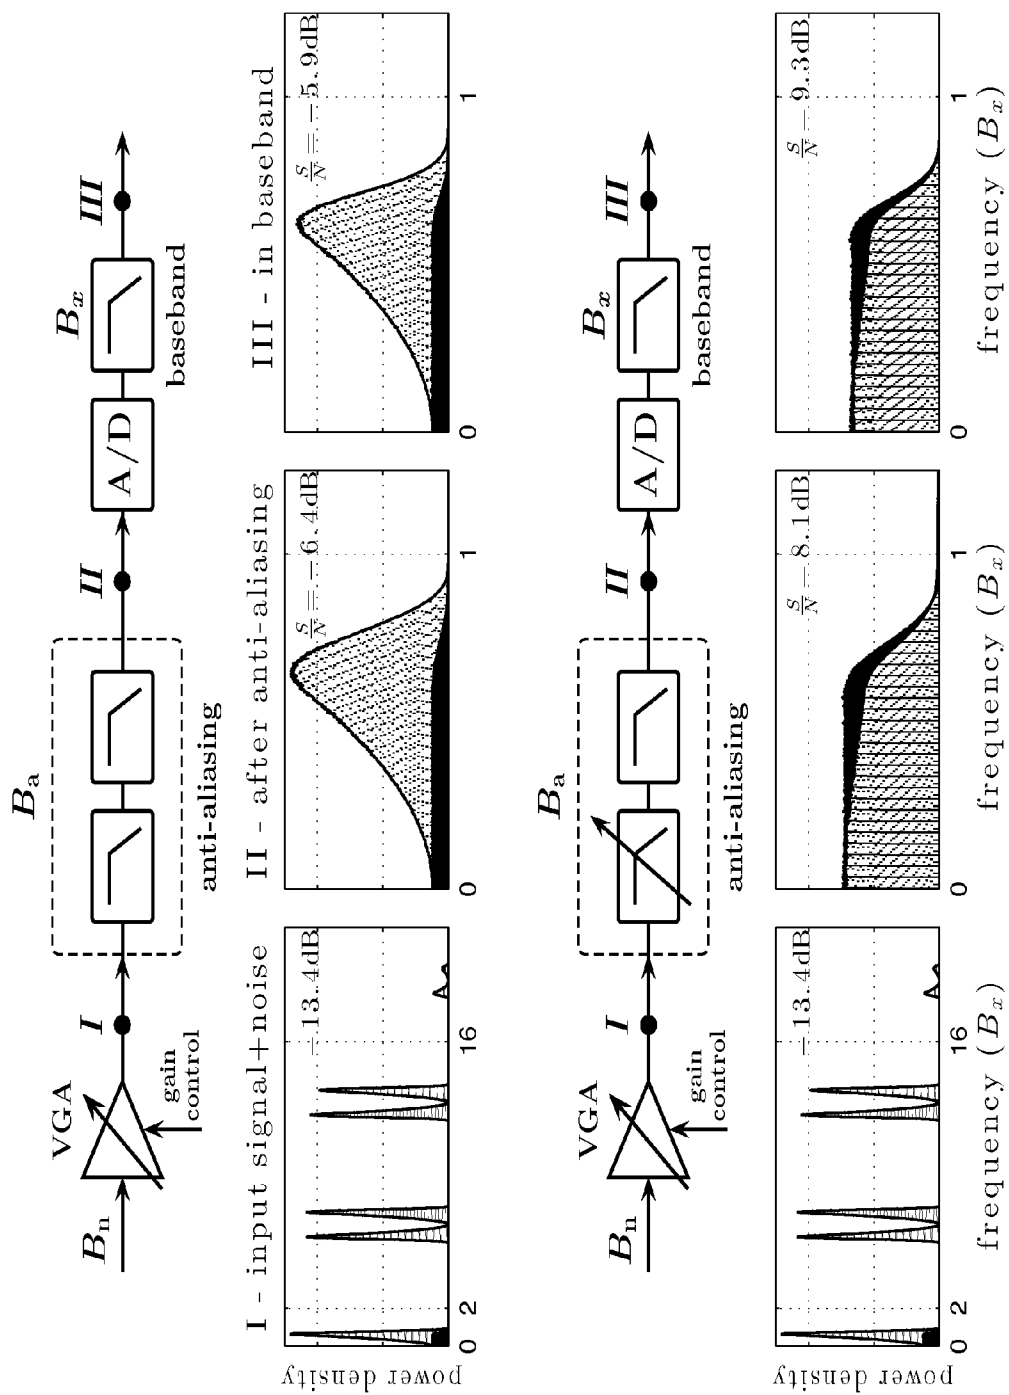 VGA
B_n
gain
control
I
B_a
anti-aliasing
II
A/D
B_x
baseband
III
I - input signal+noise
II - after anti-aliasing
III - in baseband
power density
−13.4dB
S/N = −6.4dB
S/N = −5.9dB
0 2 16
0 1
0 1
VGA
B_n
gain
control
I
B_a
anti-aliasing
II
A/D
B_x
baseband
III
power density
−13.4dB
S/N −8.1dB
S/N −9.3dB
0 2 16
0 1
0 1
frequency (B_x)
frequency (B_x)
frequency (B_x)